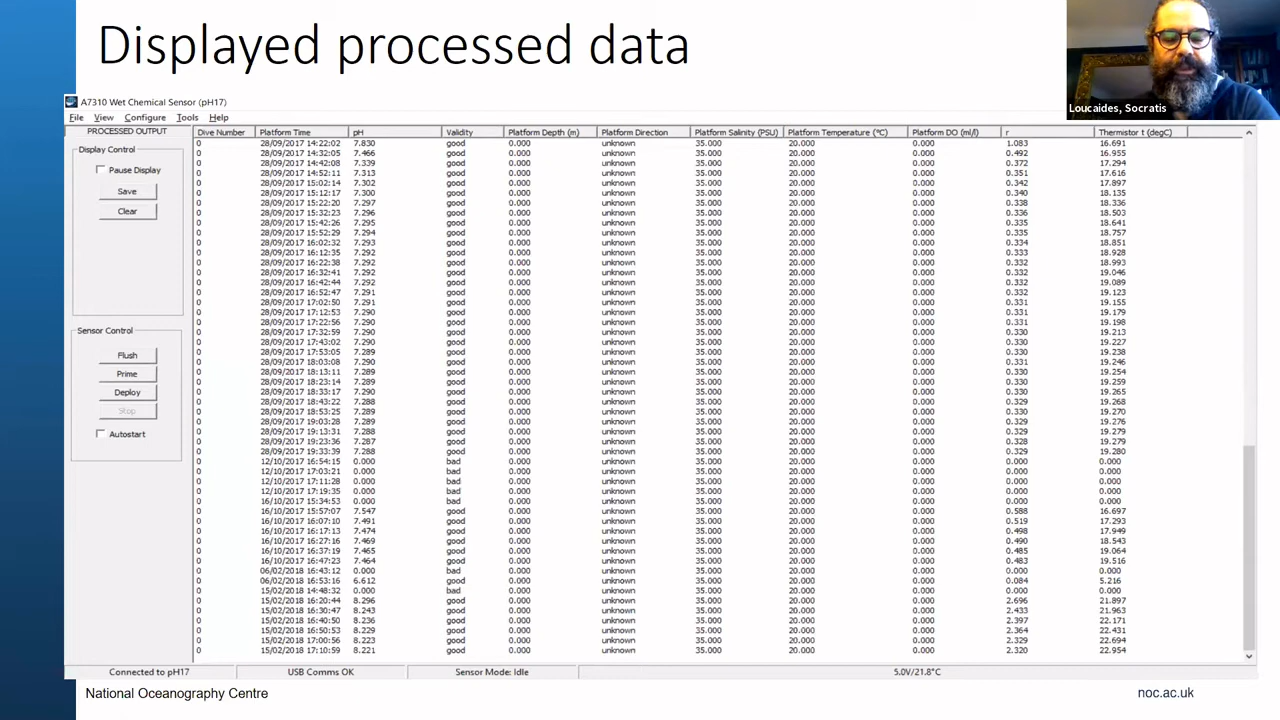 Displayed processed data
Loucaides, Socratis
A7310 Wet Chemical Sensor (pH17)
File View Configure Tools Help
PROCESSED OUTPUT
Display Control
Pause Display
Save
Clear
Sensor Control
Flush
Prime
Deploy
Stop
Autostart
Dive Number Platform Time pH Validity Platform Depth (m) Platform Direction Platform Salinity (PSU) Platform Temperature (°C) Platform DO (ml/l) r Thermistor t (degC)
0 28/09/2017 14:22:02 7.830 good 0.000 unknown 35.000 20.000 0.000 1.083 16.691
0 28/09/2017 14:32:05 7.466 good 0.000 unknown 35.000 20.000 0.000 0.492 16.955
0 28/09/2017 14:42:08 7.339 good 0.000 unknown 35.000 20.000 0.000 0.372 17.294
0 28/09/2017 14:52:11 7.313 good 0.000 unknown 35.000 20.000 0.000 0.351 17.616
0 28/09/2017 15:02:14 7.302 good 0.000 unknown 35.000 20.000 0.000 0.342 17.897
0 28/09/2017 15:12:17 7.300 good 0.000 unknown 35.000 20.000 0.000 0.340 18.135
0 28/09/2017 15:22:20 7.297 good 0.000 unknown 35.000 20.000 0.000 0.338 18.336
0 28/09/2017 15:32:23 7.296 good 0.000 unknown 35.000 20.000 0.000 0.336 18.503
0 28/09/2017 15:42:26 7.295 good 0.000 unknown 35.000 20.000 0.000 0.335 18.641
0 28/09/2017 15:52:29 7.294 good 0.000 unknown 35.000 20.000 0.000 0.335 18.757
0 28/09/2017 16:02:32 7.293 good 0.000 unknown 35.000 20.000 0.000 0.334 18.851
0 28/09/2017 16:12:35 7.292 good 0.000 unknown 35.000 20.000 0.000 0.333 18.928
0 28/09/2017 16:22:38 7.292 good 0.000 unknown 35.000 20.000 0.000 0.332 18.993
0 28/09/2017 16:32:41 7.292 good 0.000 unknown 35.000 20.000 0.000 0.332 19.046
0 28/09/2017 16:42:44 7.292 good 0.000 unknown 35.000 20.000 0.000 0.332 19.089
0 28/09/2017 16:52:47 7.291 good 0.000 unknown 35.000 20.000 0.000 0.332 19.123
0 28/09/2017 17:02:50 7.291 good 0.000 unknown 35.000 20.000 0.000 0.331 19.155
0 28/09/2017 17:12:53 7.290 good 0.000 unknown 35.000 20.000 0.000 0.331 19.179
0 28/09/2017 17:22:56 7.290 good 0.000 unknown 35.000 20.000 0.000 0.331 19.198
0 28/09/2017 17:32:59 7.290 good 0.000 unknown 35.000 20.000 0.000 0.330 19.213
0 28/09/2017 17:43:02 7.290 good 0.000 unknown 35.000 20.000 0.000 0.330 19.227
0 28/09/2017 17:53:05 7.289 good 0.000 unknown 35.000 20.000 0.000 0.330 19.238
0 28/09/2017 18:03:08 7.290 good 0.000 unknown 35.000 20.000 0.000 0.331 19.246
0 28/09/2017 18:13:11 7.289 good 0.000 unknown 35.000 20.000 0.000 0.330 19.254
0 28/09/2017 18:23:14 7.289 good 0.000 unknown 35.000 20.000 0.000 0.330 19.259
0 28/09/2017 18:33:17 7.290 good 0.000 unknown 35.000 20.000 0.000 0.330 19.265
0 28/09/2017 18:43:22 7.288 good 0.000 unknown 35.000 20.000 0.000 0.329 19.268
0 28/09/2017 18:53:25 7.289 good 0.000 unknown 35.000 20.000 0.000 0.330 19.270
0 28/09/2017 19:03:28 7.289 good 0.000 unknown 35.000 20.000 0.000 0.329 19.276
0 28/09/2017 19:13:31 7.288 good 0.000 unknown 35.000 20.000 0.000 0.329 19.279
0 28/09/2017 19:23:36 7.287 good 0.000 unknown 35.000 20.000 0.000 0.328 19.279
0 28/09/2017 19:33:39 7.288 good 0.000 unknown 35.000 20.000 0.000 0.329 19.280
0 12/10/2017 16:54:15 0.000 bad 0.000 unknown 35.000 20.000 0.000 0.000 0.000
0 12/10/2017 17:03:21 0.000 bad 0.000 unknown 35.000 20.000 0.000 0.000 0.000
0 12/10/2017 17:11:28 0.000 bad 0.000 unknown 35.000 20.000 0.000 0.000 0.000
0 12/10/2017 17:19:35 0.000 bad 0.000 unknown 35.000 20.000 0.000 0.000 0.000
0 16/10/2017 15:34:53 0.000 bad 0.000 unknown 35.000 20.000 0.000 0.000 0.000
0 16/10/2017 15:57:07 7.547 good 0.000 unknown 35.000 20.000 0.000 0.588 16.697
0 16/10/2017 16:07:10 7.491 good 0.000 unknown 35.000 20.000 0.000 0.519 17.293
0 16/10/2017 16:17:13 7.474 good 0.000 unknown 35.000 20.000 0.000 0.498 17.949
0 16/10/2017 16:27:16 7.469 good 0.000 unknown 35.000 20.000 0.000 0.490 18.543
0 16/10/2017 16:37:19 7.465 good 0.000 unknown 35.000 20.000 0.000 0.485 19.064
0 16/10/2017 16:47:23 7.464 good 0.000 unknown 35.000 20.000 0.000 0.483 19.516
0 06/02/2018 16:43:12 0.000 bad 0.000 unknown 35.000 20.000 0.000 0.000 0.000
0 06/02/2018 16:53:16 6.612 good 0.000 unknown 35.000 20.000 0.000 0.084 5.216
0 15/02/2018 14:48:32 0.000 bad 0.000 unknown 35.000 20.000 0.000 0.000 0.000
0 15/02/2018 16:20:44 8.296 good 0.000 unknown 35.000 20.000 0.000 2.696 21.897
0 15/02/2018 16:30:47 8.243 good 0.000 unknown 35.000 20.000 0.000 2.433 21.963
0 15/02/2018 16:40:50 8.236 good 0.000 unknown 35.000 20.000 0.000 2.397 22.171
0 15/02/2018 16:50:53 8.229 good 0.000 unknown 35.000 20.000 0.000 2.364 22.431
0 15/02/2018 17:00:56 8.223 good 0.000 unknown 35.000 20.000 0.000 2.329 22.694
0 15/02/2018 17:10:59 8.221 good 0.000 unknown 35.000 20.000 0.000 2.320 22.954
Connected to pH17 USB Comms OK Sensor Mode: Idle 5.0V/21.8°C
National Oceanography Centre
noc.ac.uk